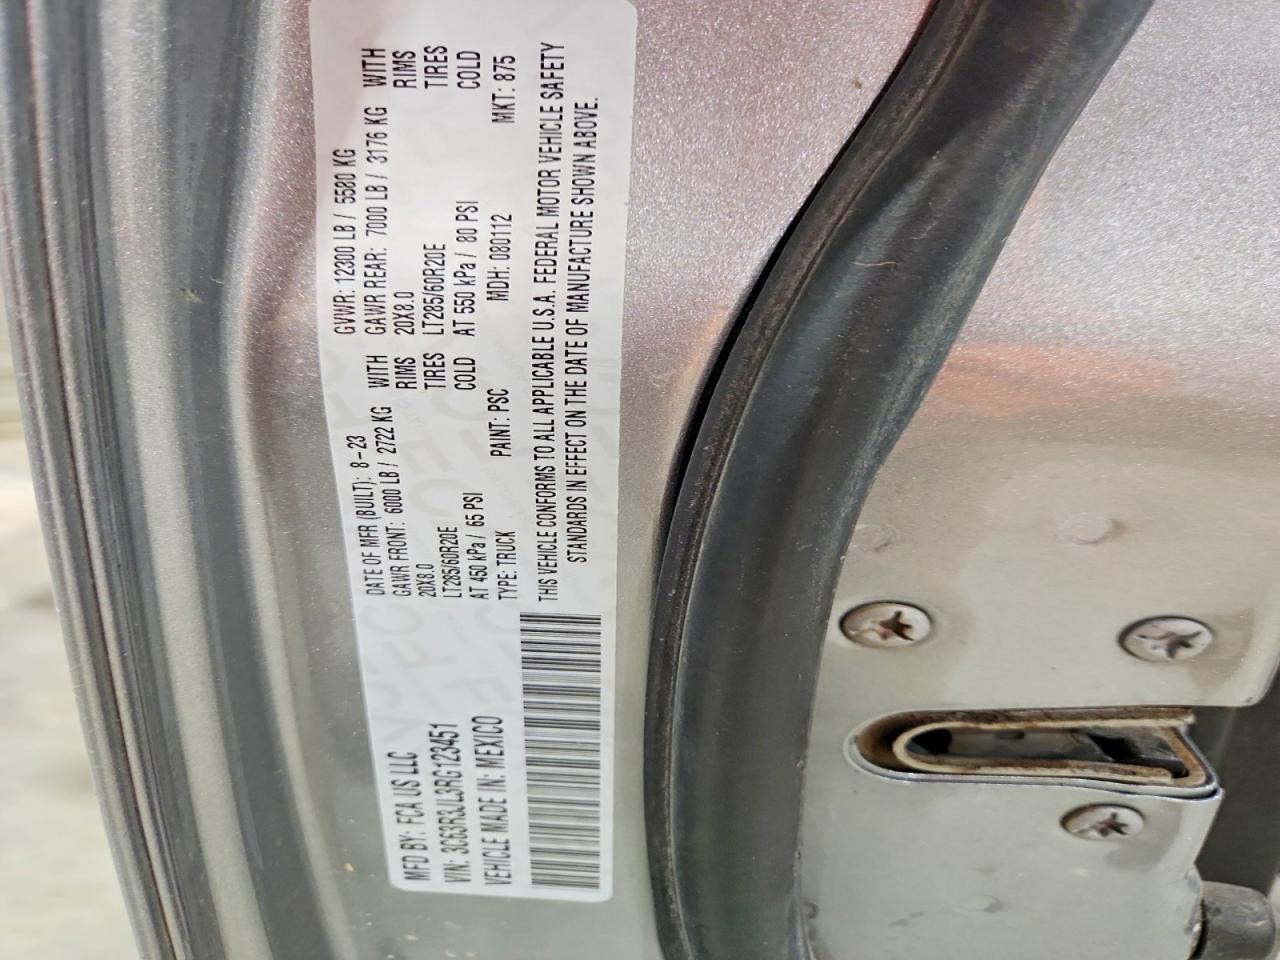 MFD BY: FCA US LLC
DATE OF MFR (BUILT): 8-23
GVWR: 12300 LB / 5580 KG
GAWR FRONT: 6000 LB / 2722 KG WITH
20X8.0 RIMS
LT285/60R20E TIRES
AT 450 kPa / 65 PSI COLD
GAWR REAR: 7000 LB / 3176 KG WITH
20X8.0 RIMS
LT285/60R20E TIRES
AT 550 kPa / 80 PSI COLD
VIN: 3C63R3JL3RG123451
VEHICLE MADE IN: MEXICO
TYPE: TRUCK PAINT: PSC MDH: 080112 MKT: 875
THIS VEHICLE CONFORMS TO ALL APPLICABLE U.S.A. FEDERAL MOTOR VEHICLE SAFETY
STANDARDS IN EFFECT ON THE DATE OF MANUFACTURE SHOWN ABOVE.